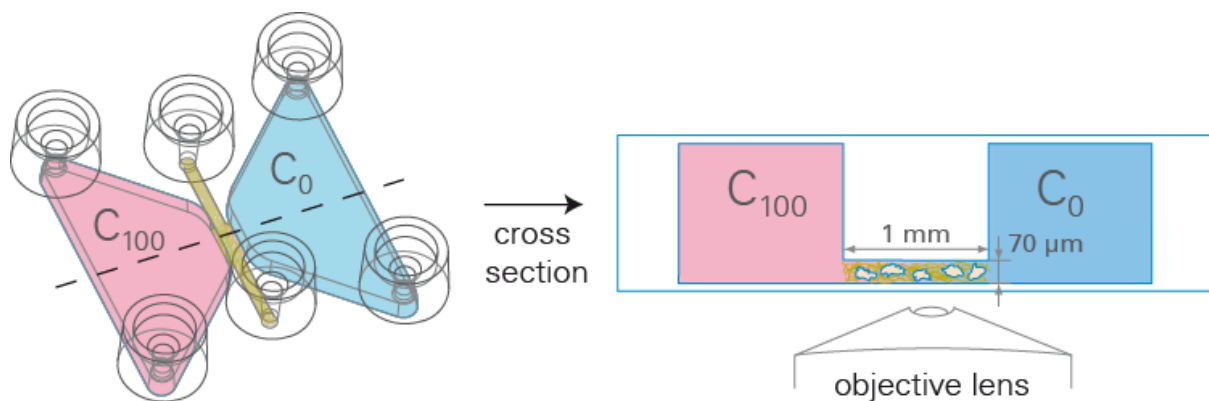 C₀
C₁₀₀
cross
section
C₁₀₀
C₀
1 mm
70 µm
objective lens